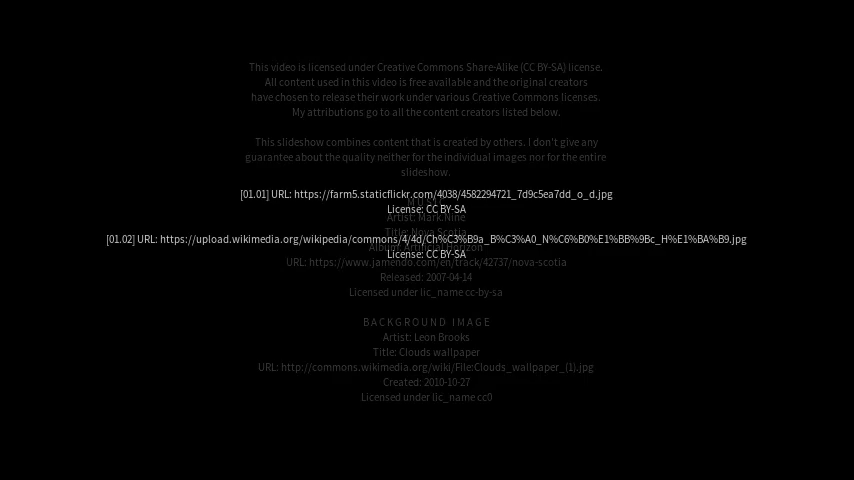 This video is licensed under Creative Commons Share-Alike (CC BY-SA) license.
All content used in this video is free available and the original creators
have chosen to release their work under various Creative Commons licenses.
My attributions go to all the content creators listed below.
This slideshow combines content that is created by others. I don't give any
guarantee about the quality neither for the individual images nor for the entire
slideshow.
[01.01] URL: https://farm5.staticflickr.com/4038/4582294721_7d9c5ea7dd_o_d.jpg
MUSIC
License: CC BY-SA
Artist: Mark.Nine
Title: Nova Scotia
[01.02] URL: https://upload.wikimedia.org/wikipedia/commons/4/4d/Ch%C3%B9a_B%C3%A0_N%C6%B0%E1%BB%9Bc_H%E1%BA%B9.jpg
Album: Artificial Horizon
License: CC BY-SA
URL: https://www.jamendo.com/en/track/42737/nova-scotia
Released: 2007-04-14
Licensed under lic_name cc-by-sa
BACKGROUND IMAGE
Artist: Leon Brooks
Title: Clouds wallpaper
URL: http://commons.wikimedia.org/wiki/File:Clouds_wallpaper_(1).jpg
Created: 2010-10-27
Licensed under lic_name cc0